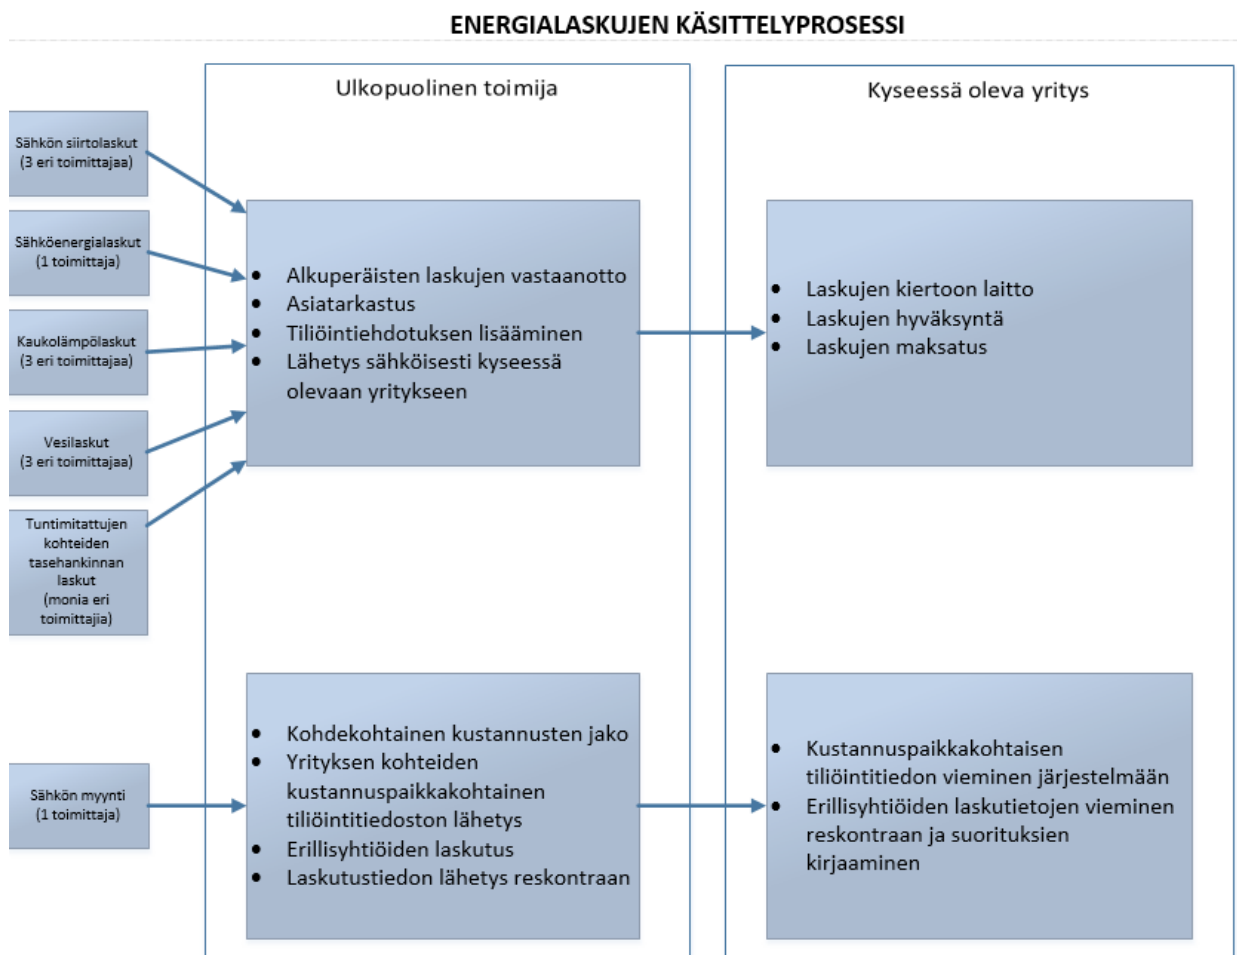 ENERGIALASKUJEN KÄSITTELYPROSESSI
Ulkopuolinen toimija
Kyseessä oleva yritys
Sähkön siirtolaskut
(3 eri toimittajaa)
Sähköenergialaskut
(1 toimittaja)
Kaukolämpölaskut
(3 eri toimittajaa)
Vesilaskut
(3 eri toimittajaa)
Tuntimitattujen
kohteiden
tasehankinnan
laskut
(monia eri
toimittajia)
• Alkuperäisten laskujen vastaanotto
• Asiatarkastus
• Tiliöintiehdotuksen lisääminen
• Lähetys sähköisesti kyseessä
olevaan yritykseen
• Laskujen kiertoon laitto
• Laskujen hyväksyntä
• Laskujen maksatus
Sähkön myynti
(1 toimittaja)
• Kohdekohtainen kustannusten jako
• Yrityksen kohteiden
kustannuspaikkakohtainen
tiliöintitiedoston lähetys
• Erillisyhtiöiden laskutus
• Laskutustiedon lähetys reskontraan
• Kustannuspaikkakohtaisen
tiliöintitiedon vieminen järjestelmään
• Erillisyhtiöiden laskutietojen vieminen
reskontraan ja suorituksien
kirjaaminen